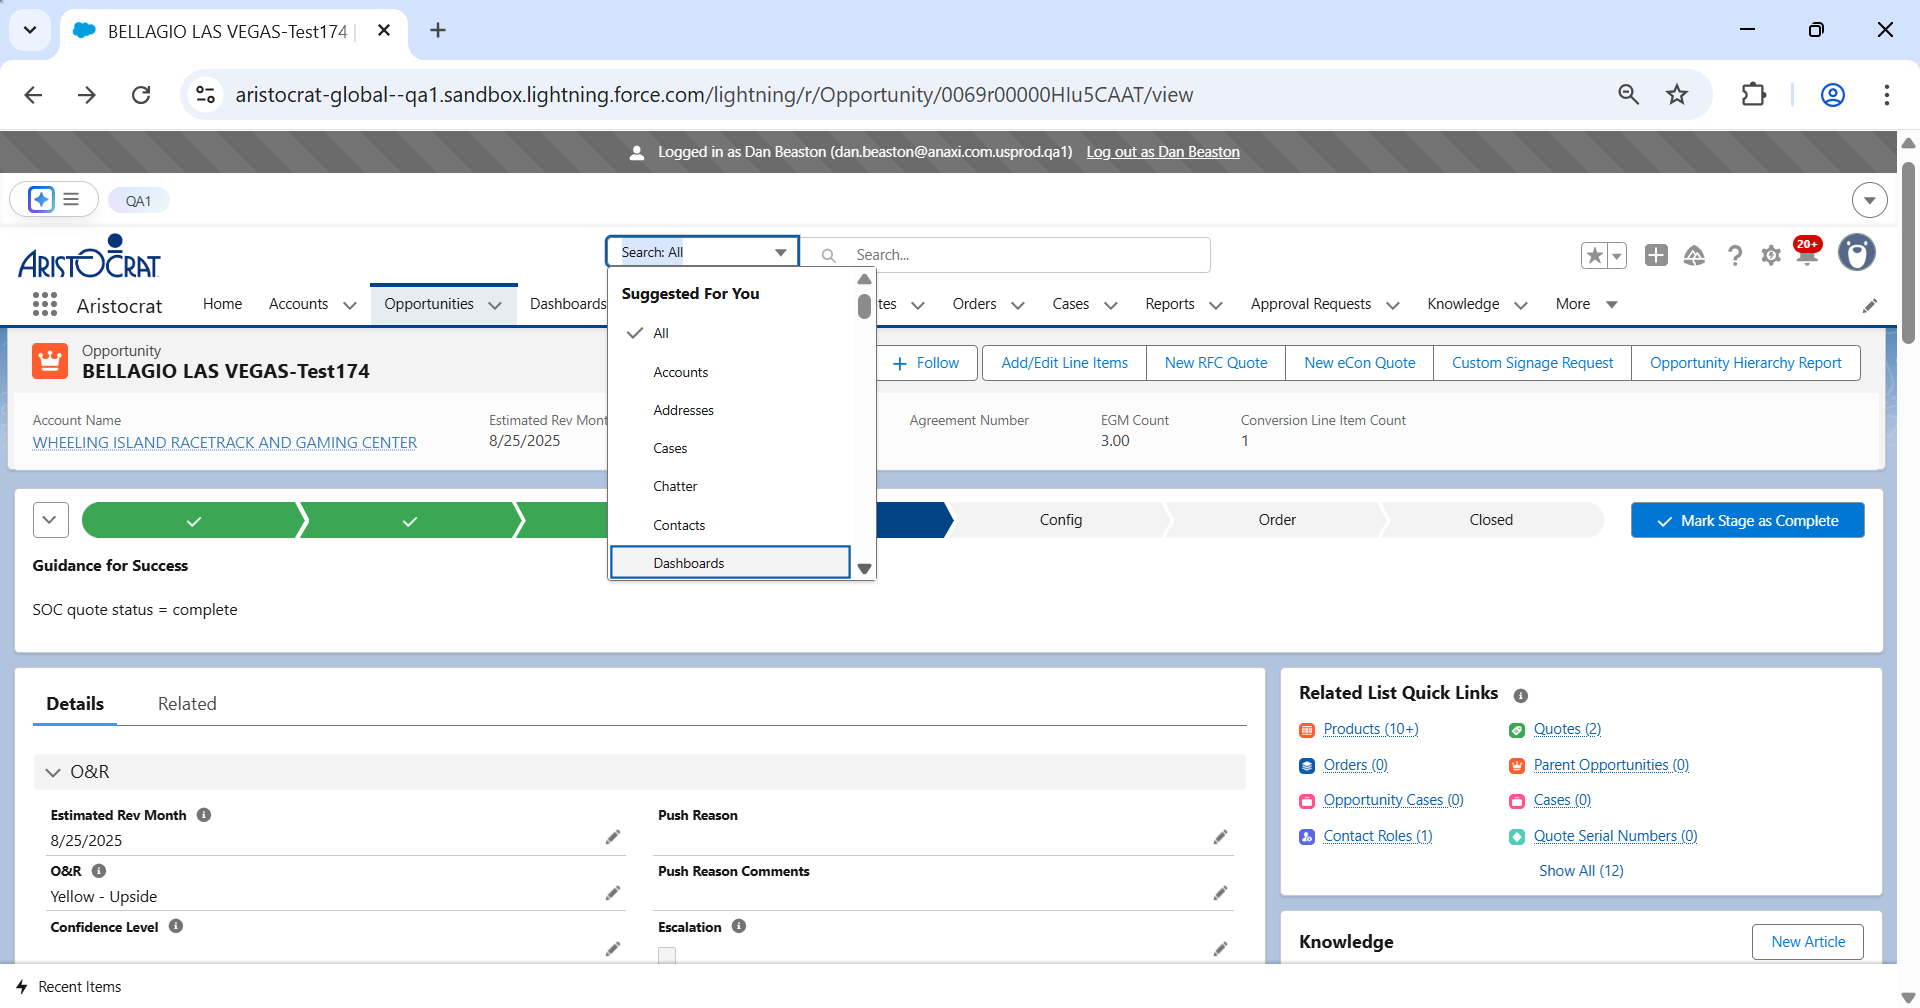 BELLAGIO LAS VEGAS-Test174
aristocrat-global--qa1.sandbox.lightning.force.com/lightning/r/Opportunity/0069r00000HIu5CAAT/view
Logged in as Dan Beaston (dan.beaston@anaxi.com.usprod.qa1) Log out as Dan Beaston
QA1
ARISTOCRAT
Search: All
Search...
20+
Aristocrat
Home
Accounts
Opportunities
Dashboards
tes
Orders
Cases
Reports
Approval Requests
Knowledge
More
Suggested For You
All
Accounts
Addresses
Cases
Chatter
Contacts
Dashboards
Opportunity
BELLAGIO LAS VEGAS-Test174
Follow
Add/Edit Line Items
New RFC Quote
New eCon Quote
Custom Signage Request
Opportunity Hierarchy Report
Account Name
WHEELING ISLAND RACETRACK AND GAMING CENTER
Estimated Rev Mont
8/25/2025
Agreement Number
EGM Count
3.00
Conversion Line Item Count
1
Config
Order
Closed
Mark Stage as Complete
Guidance for Success
SOC quote status = complete
Details
Related
O&R
Estimated Rev Month
8/25/2025
Push Reason
O&R
Yellow - Upside
Push Reason Comments
Confidence Level
Escalation
Related List Quick Links
Products (10+)
Quotes (2)
Orders (0)
Parent Opportunities (0)
Opportunity Cases (0)
Cases (0)
Contact Roles (1)
Quote Serial Numbers (0)
Show All (12)
Knowledge
New Article
Recent Items